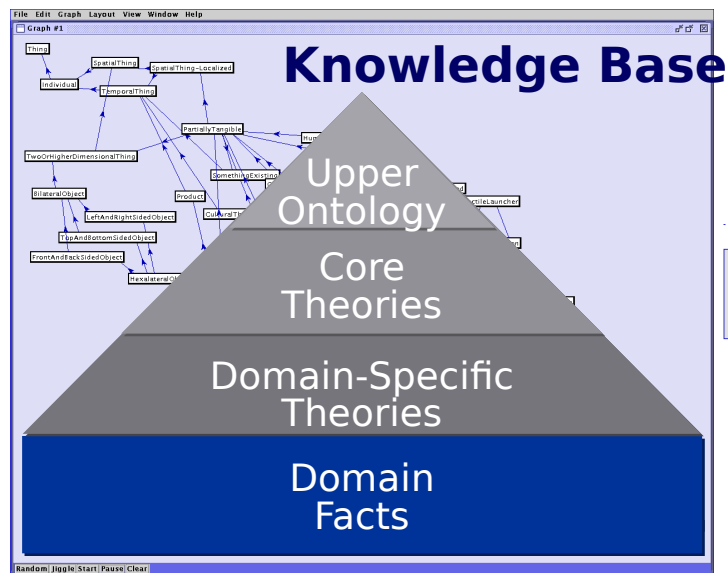 File Edit Graph Layout View Window Help
Graph #1
Knowledge Base
Thing
SpatialThing
SpatialThing-Localized
Individual
TemporalThing
PartiallyTangible
TwoOrHigherDimensionalThing
SomethingExisting
BilateralObject
Product
LeftAndRightSidedObject
TopAndBottomSidedObject
FrontAndBackSidedObject
Upper
Ontology
Core
Theories
Domain-Specific
Theories
Domain
Facts
Random Jiggle Start Pause Clear